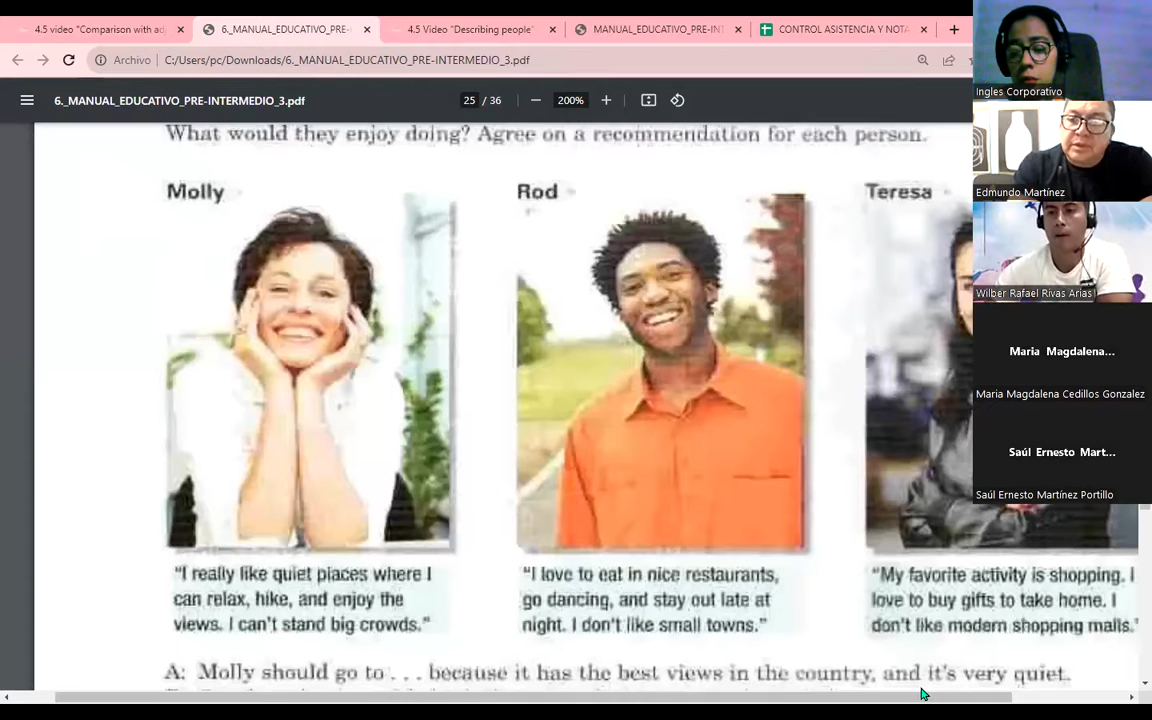 4.5 video "Comparison with ad
6._MANUAL_EDUCATIVO_PRE-I
4.5 Video "Describing people"
MANUAL_EDUCATIVO_PRE-INT
CONTROL ASISTENCIA Y NOTA
Archivo
C:/Users/pc/Downloads/6._MANUAL_EDUCATIVO_PRE-INTERMEDIO_3.pdf
6._MANUAL_EDUCATIVO_PRE-INTERMEDIO_3.pdf
25 / 36
200%
What would they enjoy doing? Agree on a recommendation for each person.
Molly
Rod
Teresa
"I really like quiet places where I
can relax, hike, and enjoy the
views. I can't stand big crowds."
"I love to eat in nice restaurants,
go dancing, and stay out late at
night. I don't like small towns."
"My favorite activity is shopping. I
love to buy gifts to take home. I
don't like modern shopping malls."
A: Molly should go to . . . because it has the best views in the country, and it's very quiet.
Ingles Corporativo
Edmundo Martínez
Wilber Rafael Rivas Arias
Maria Magdalena...
Maria Magdalena Cedillos Gonzalez
Saúl Ernesto Mart...
Saúl Ernesto Martínez Portillo